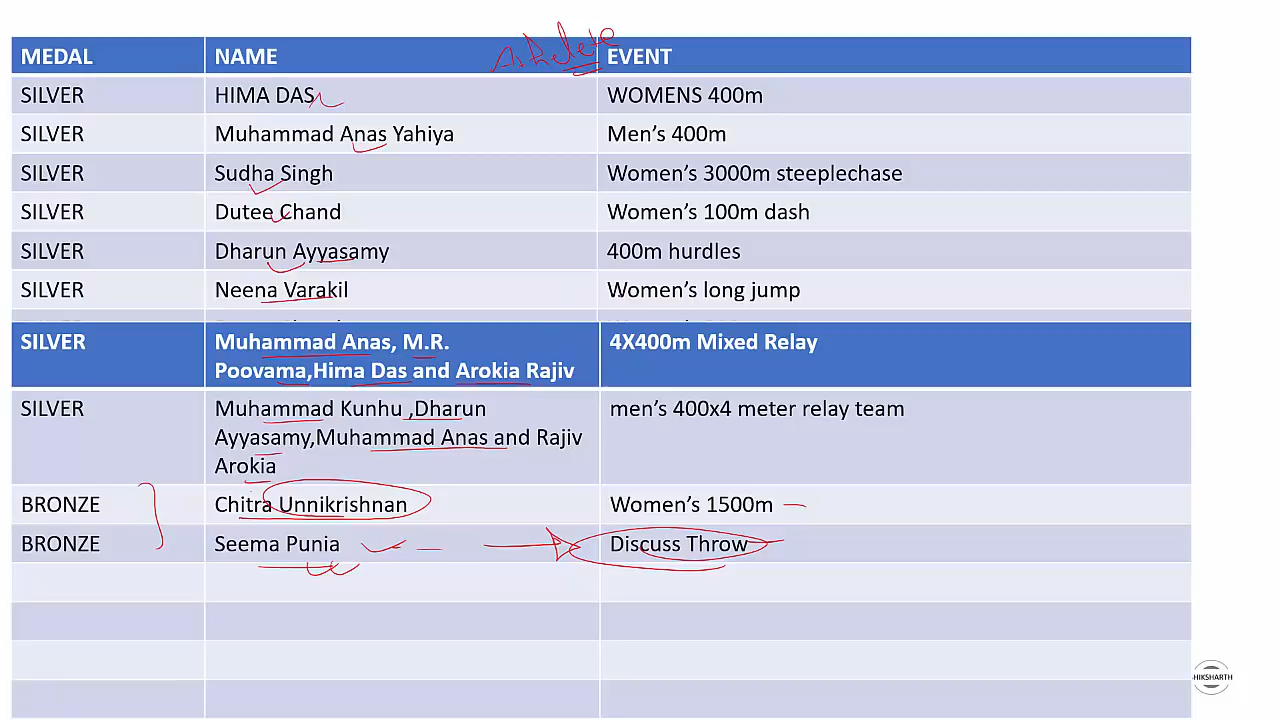 Athlete
MEDAL NAME EVENT
SILVER HIMA DAS WOMENS 400m
SILVER Muhammad Anas Yahiya Men’s 400m
SILVER Sudha Singh Women’s 3000m steeplechase
SILVER Dutee Chand Women’s 100m dash
SILVER Dharun Ayyasamy 400m hurdles
SILVER Neena Varakil Women’s long jump
SILVER Muhammad Anas, M.R. 4X400m Mixed Relay
Poovama,Hima Das and Arokia Rajiv
SILVER Muhammad Kunhu ,Dharun men’s 400x4 meter relay team
Ayyasamy,Muhammad Anas and Rajiv
Arokia
BRONZE Chitra Unnikrishnan Women’s 1500m
BRONZE Seema Punia Discuss Throw
HIKSHARTH